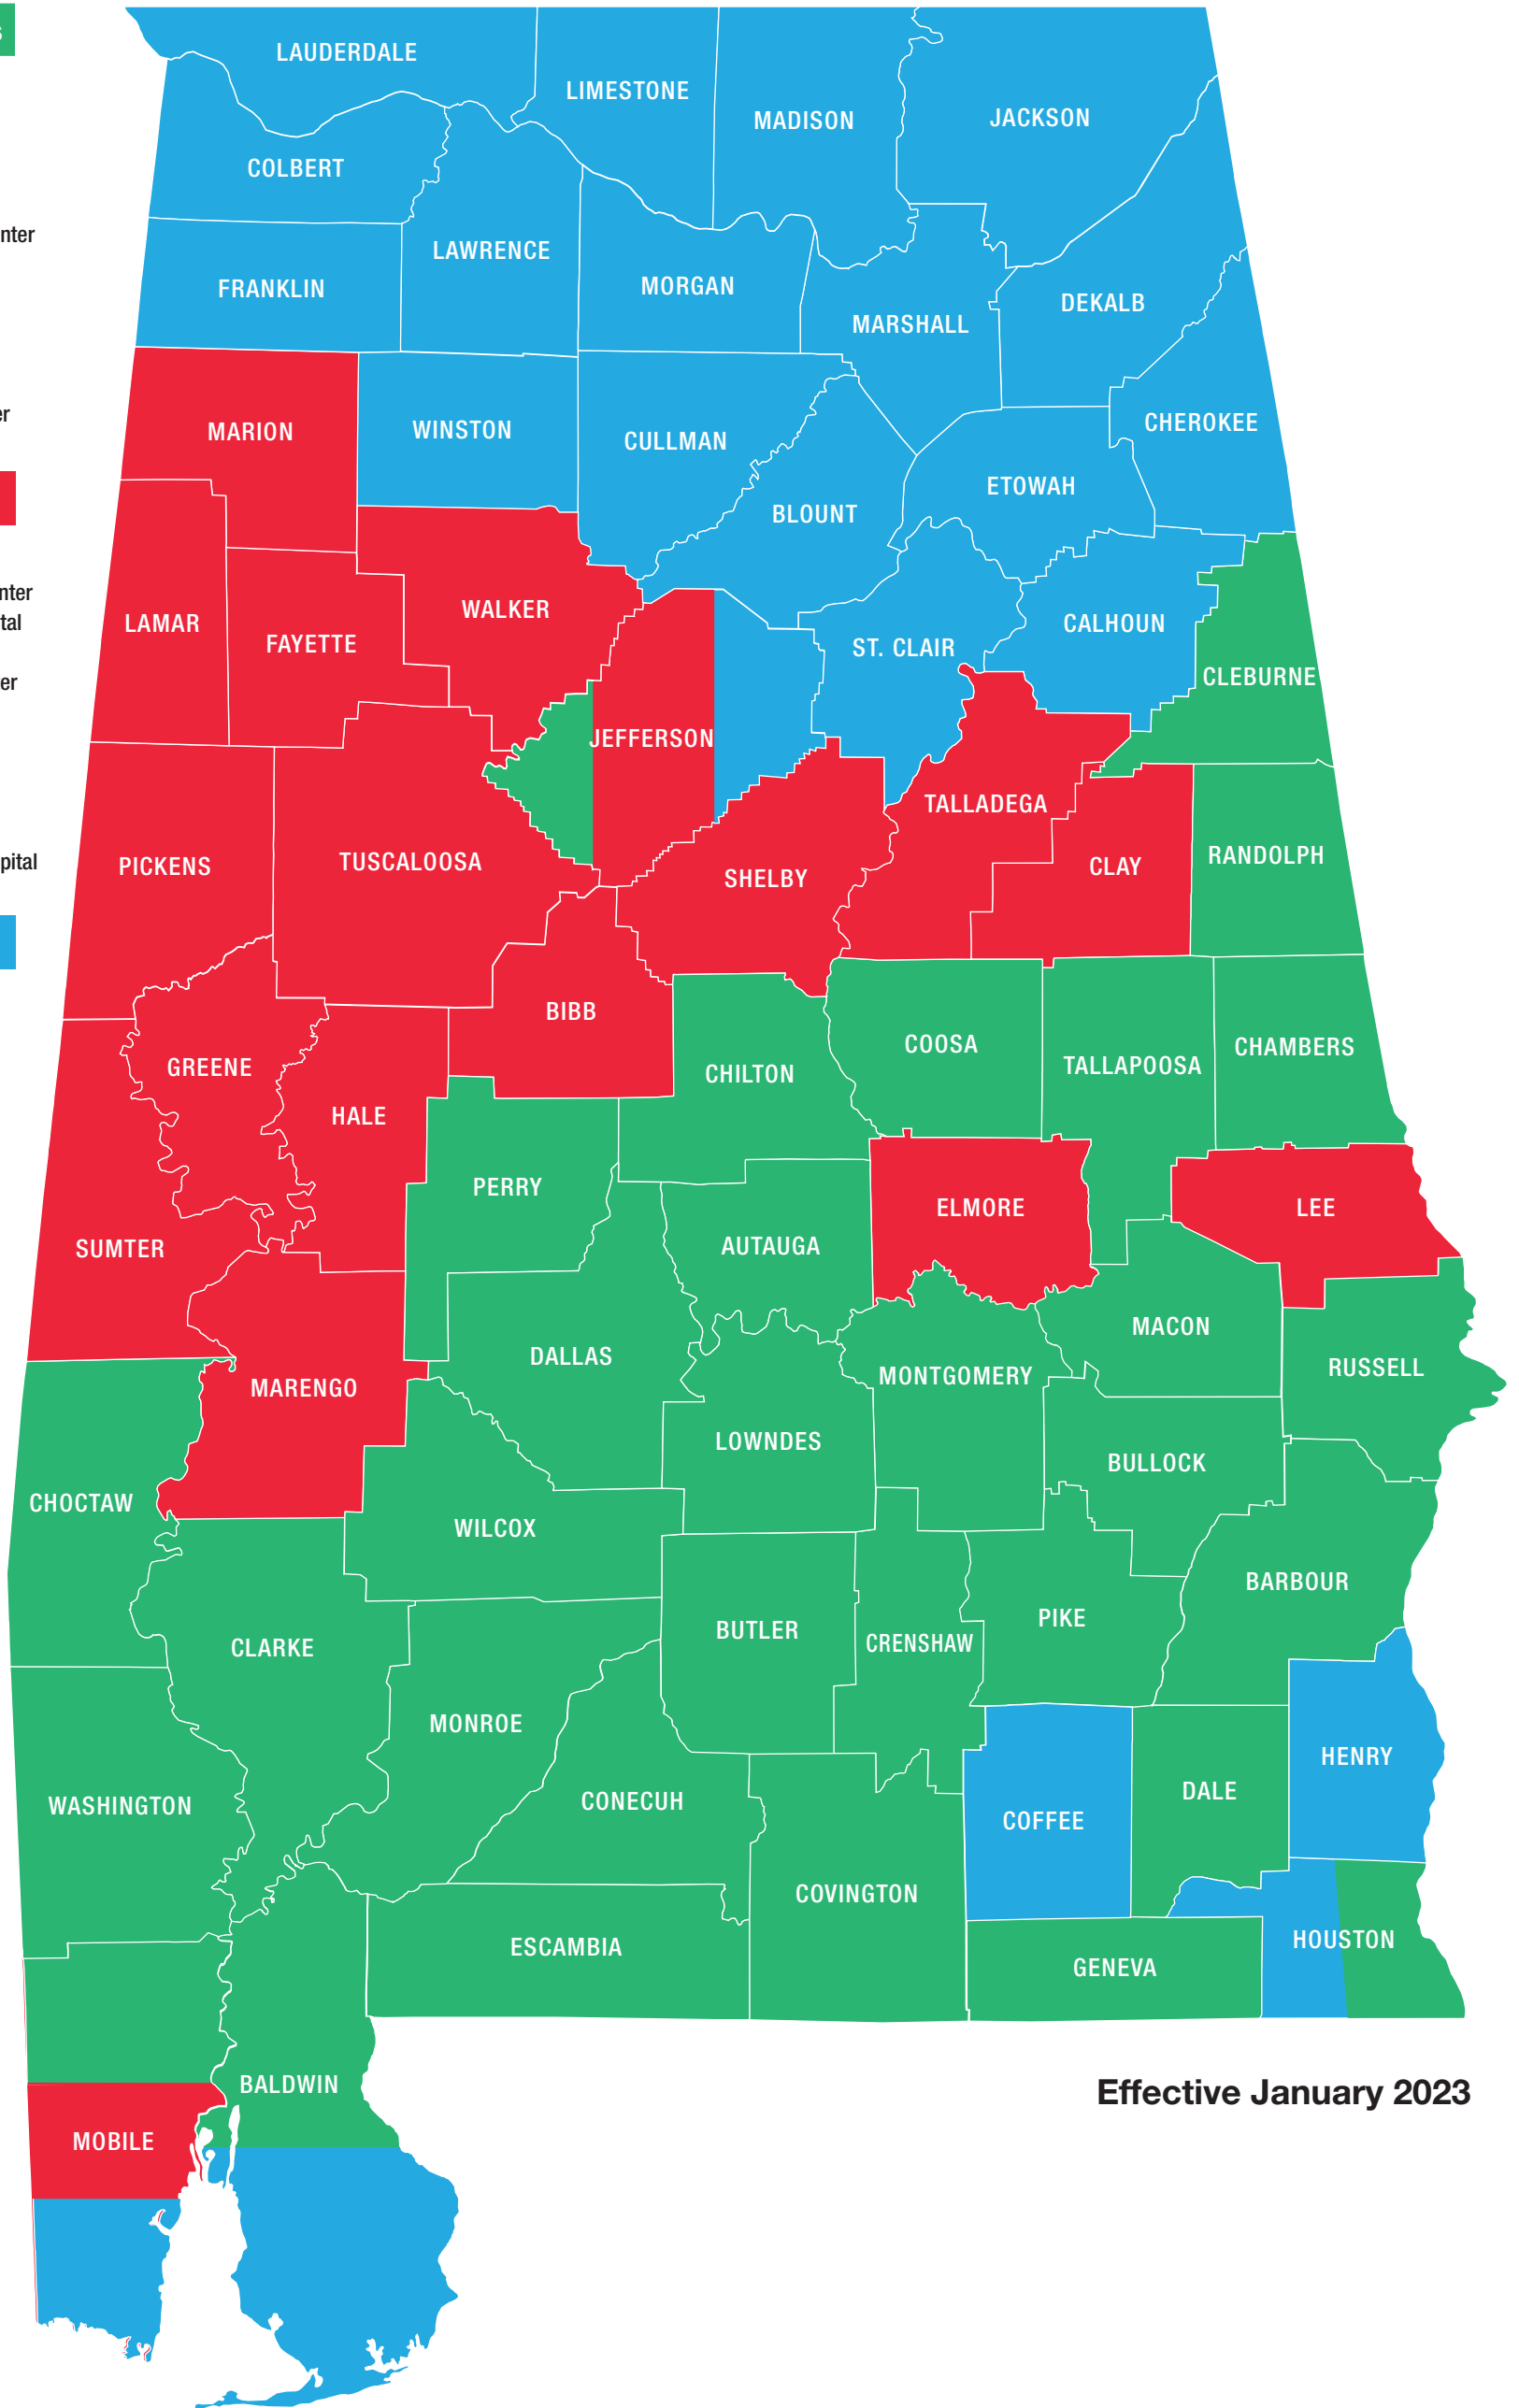 LAUDERDALE
LIMESTONE
MADISON
JACKSON
COLBERT
LAWRENCE
FRANKLIN
MORGAN
MARSHALL
DEKALB
MARION
WINSTON
CULLMAN
CHEROKEE
ETOWAH
BLOUNT
LAMAR
FAYETTE
WALKER
ST. CLAIR
CALHOUN
CLEBURNE
JEFFERSON
TALLADEGA
PICKENS
TUSCALOOSA
SHELBY
CLAY
RANDOLPH
BIBB
GREENE
HALE
CHILTON
COOSA
TALLAPOOSA
CHAMBERS
SUMTER
PERRY
AUTAUGA
ELMORE
LEE
MARENGO
DALLAS
MONTGOMERY
MACON
RUSSELL
LOWNDES
BULLOCK
CHOCTAW
WILCOX
BARBOUR
CLARKE
BUTLER
CRENSHAW
PIKE
MONROE
HENRY
WASHINGTON
CONECUH
COFFEE
DALE
COVINGTON
ESCAMBIA
GENEVA
HOUSTON
BALDWIN
MOBILE
Effective January 2023